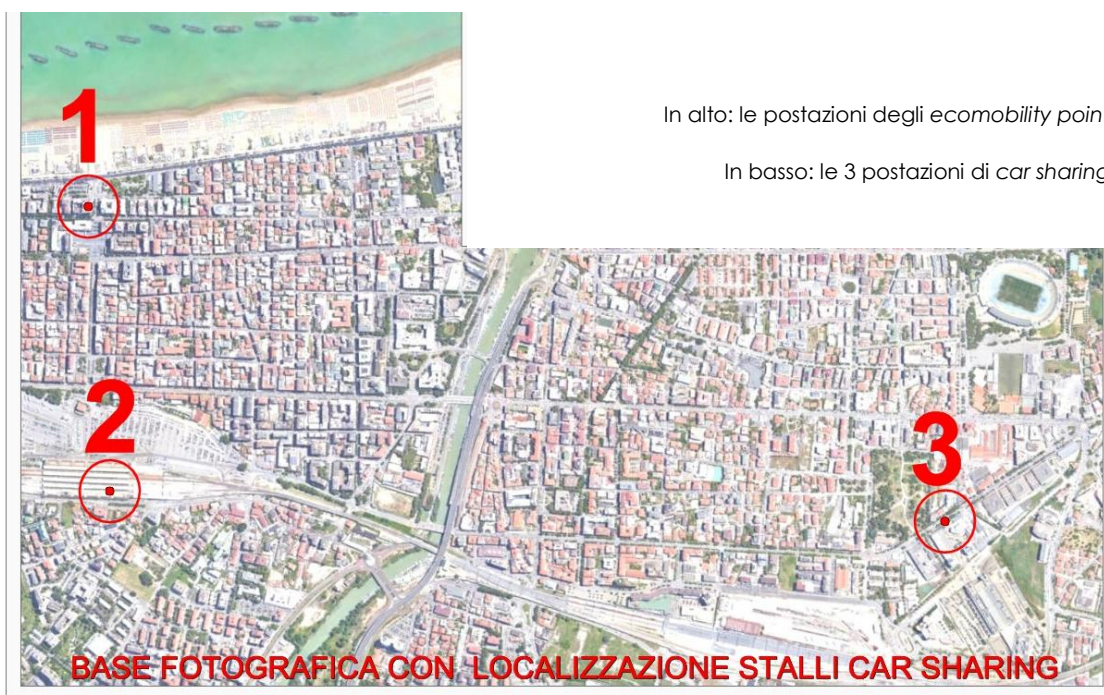 In alto: le postazioni degli ecomobility poin
In basso: le 3 postazioni di car sharing
1
2
3
BASE FOTOGRAFICA CON LOCALIZZAZIONE STALLI CAR SHARING